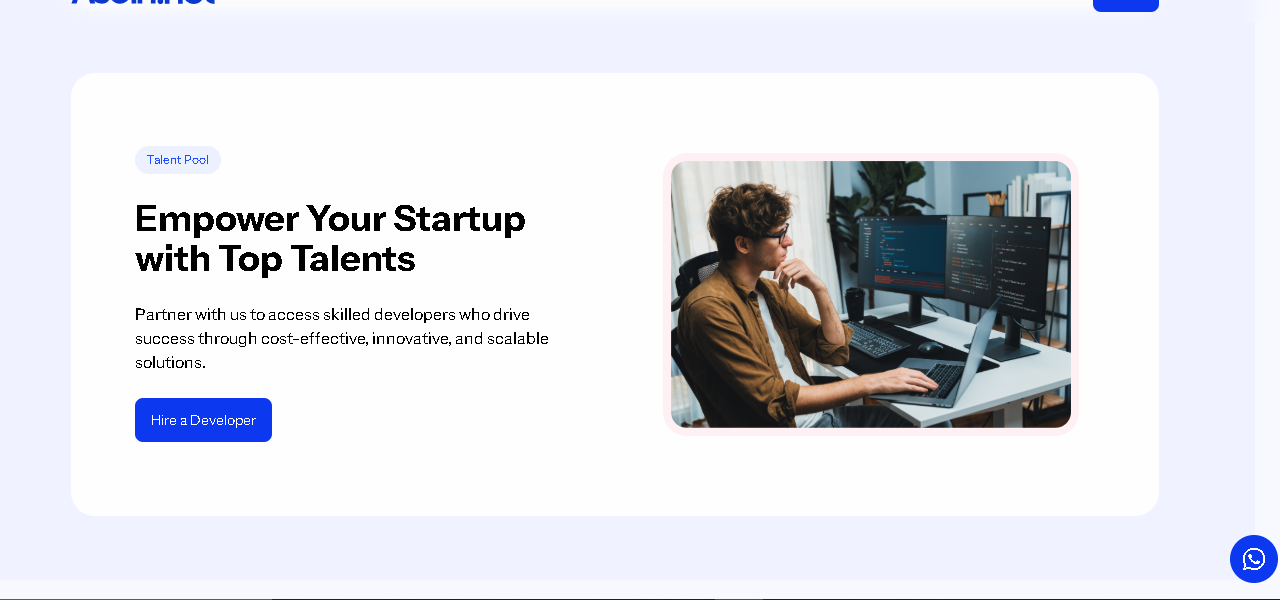 Talent Pool
Empower Your Startup
with Top Talents
Partner with us to access skilled developers who drive
success through cost-effective, innovative, and scalable
solutions.
Hire a Developer